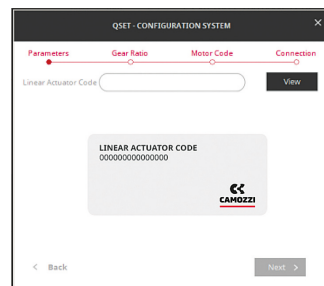 QSET - CONFIGURATION SYSTEM ×
Parameters Gear Ratio Motor Code Connection
Linear Actuator Code View
LINEAR ACTUATOR CODE
000000000000000
CAMOZZI
< Back Next >